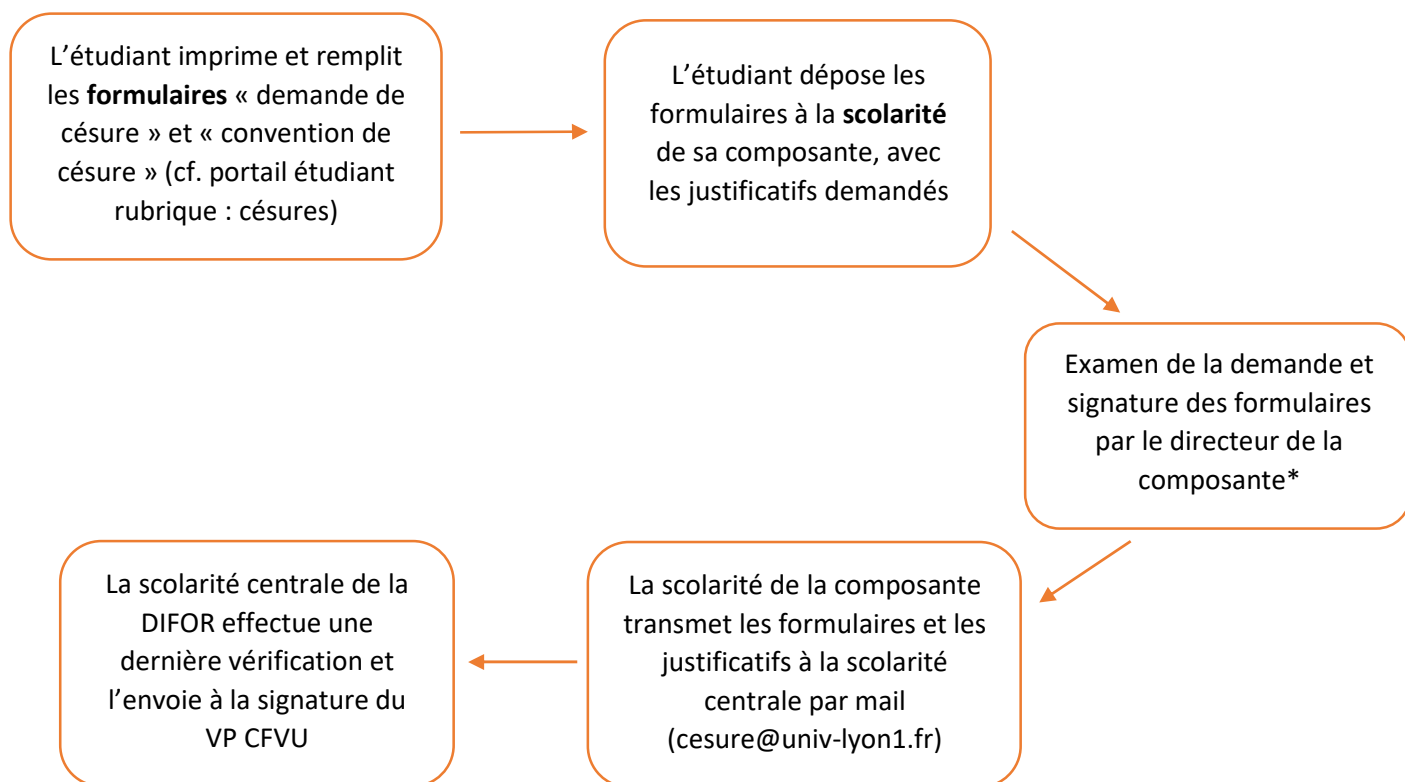 L’étudiant imprime et remplit
les formulaires « demande de
césure » et « convention de
césure » (cf. portail étudiant
rubrique : césures)
L’étudiant dépose les
formulaires à la scolarité
de sa composante, avec
les justificatifs demandés
Examen de la demande et
signature des formulaires
par le directeur de la
composante*
La scolarité de la composante
transmet les formulaires et les
justificatifs à la scolarité
centrale par mail
(cesure@univ-lyon1.fr)
La scolarité centrale de la
DIFOR effectue une
dernière vérification et
l’envoie à la signature du
VP CFVU